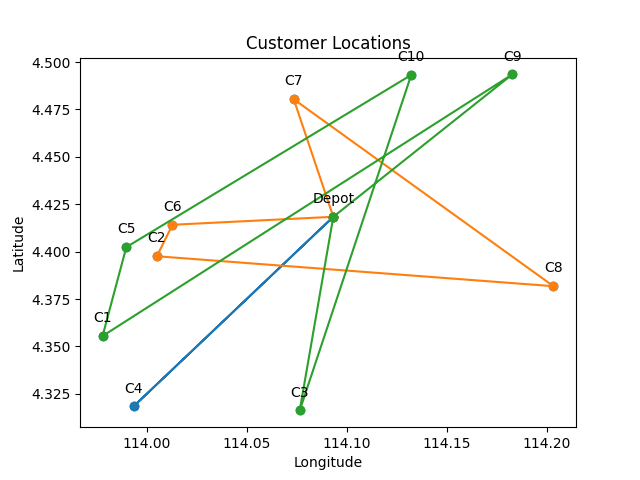 Customer Locations
4.500
4.475
4.450
4.425
4.400
4.375
4.350
4.325
Latitude
C10
C9
C7
Depot
C6
C5
C2
C8
C1
C4
C3
114.00
114.05
114.10
114.15
114.20
Longitude